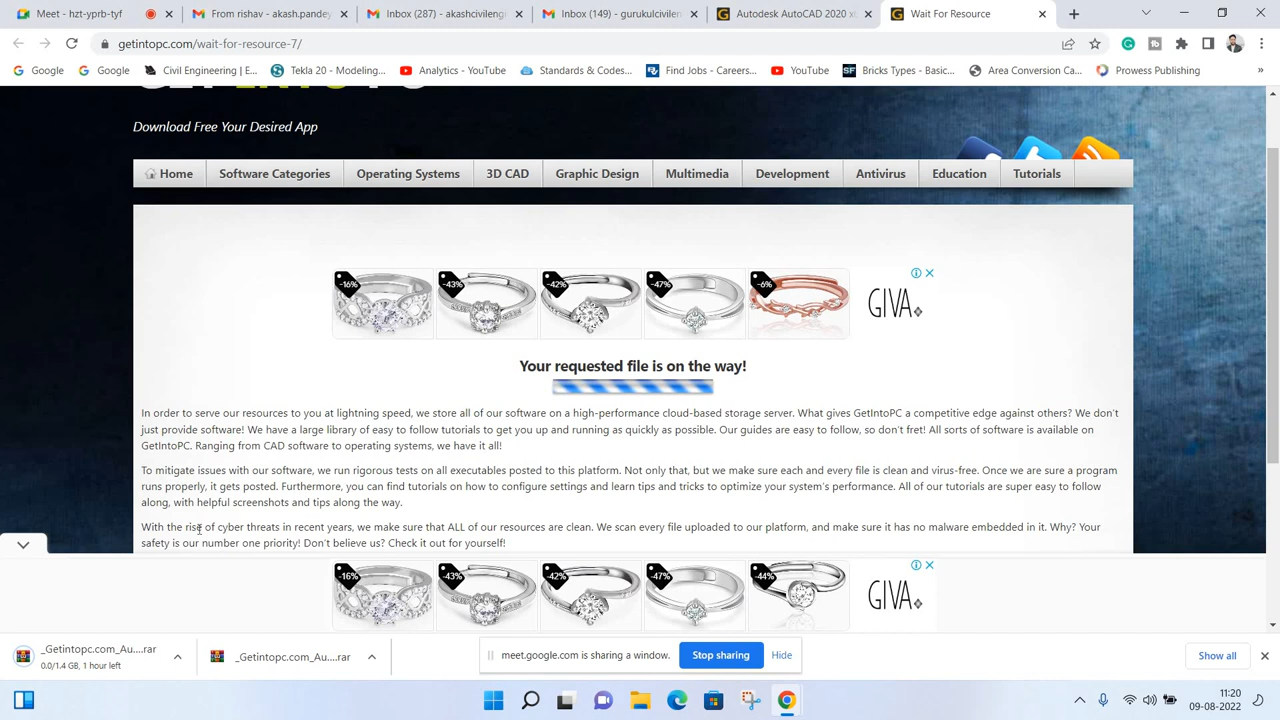 Meet - hzt-yprb-tyf
From rishav - akash.pandey
Inbox (287) - akashcivilengi
Inbox (149) - gurukulcivilen
Autodesk AutoCAD 2020 x
Wait For Resource
getintopc.com/wait-for-resource-7/
Google
Google
Civil Engineering | E...
Tekla 20 - Modeling...
Analytics - YouTube
Standards & Codes...
Find Jobs - Careers...
YouTube
Bricks Types - Basic...
Area Conversion Ca...
Prowess Publishing
Download Free Your Desired App
Home
Software Categories
Operating Systems
3D CAD
Graphic Design
Multimedia
Development
Antivirus
Education
Tutorials
-16%
-43%
-42%
-47%
-6%
GIVA
Your requested file is on the way!
In order to serve our resources to you at lightning speed, we store all of our software on a high-performance cloud-based storage server. What gives GetIntoPC a competitive edge against others? We don't
just provide software! We have a large library of easy to follow tutorials to get you up and running as quickly as possible. Our guides are easy to follow, so don't fret! All sorts of software is available on
GetIntoPC. Ranging from CAD software to operating systems, we have it all!
To mitigate issues with our software, we run rigorous tests on all executables posted to this platform. Not only that, but we make sure each and every file is clean and virus-free. Once we are sure a program
runs properly, it gets posted. Furthermore, you can find tutorials on how to configure settings and learn tips and tricks to optimize your system's performance. All of our tutorials are super easy to follow
along, with helpful screenshots and tips along the way.
With the rise of cyber threats in recent years, we make sure that ALL of our resources are clean. We scan every file uploaded to our platform, and make sure it has no malware embedded in it. Why? Your
safety is our number one priority! Don't believe us? Check it out for yourself!
-16%
-43%
-42%
-47%
-44%
GIVA
_Getintopc.com_Au....rar
0.0/1.4 GB, 1 hour left
_Getintopc.com_Au....rar
meet.google.com is sharing a window.
Stop sharing
Hide
Show all
11:20
09-08-2022